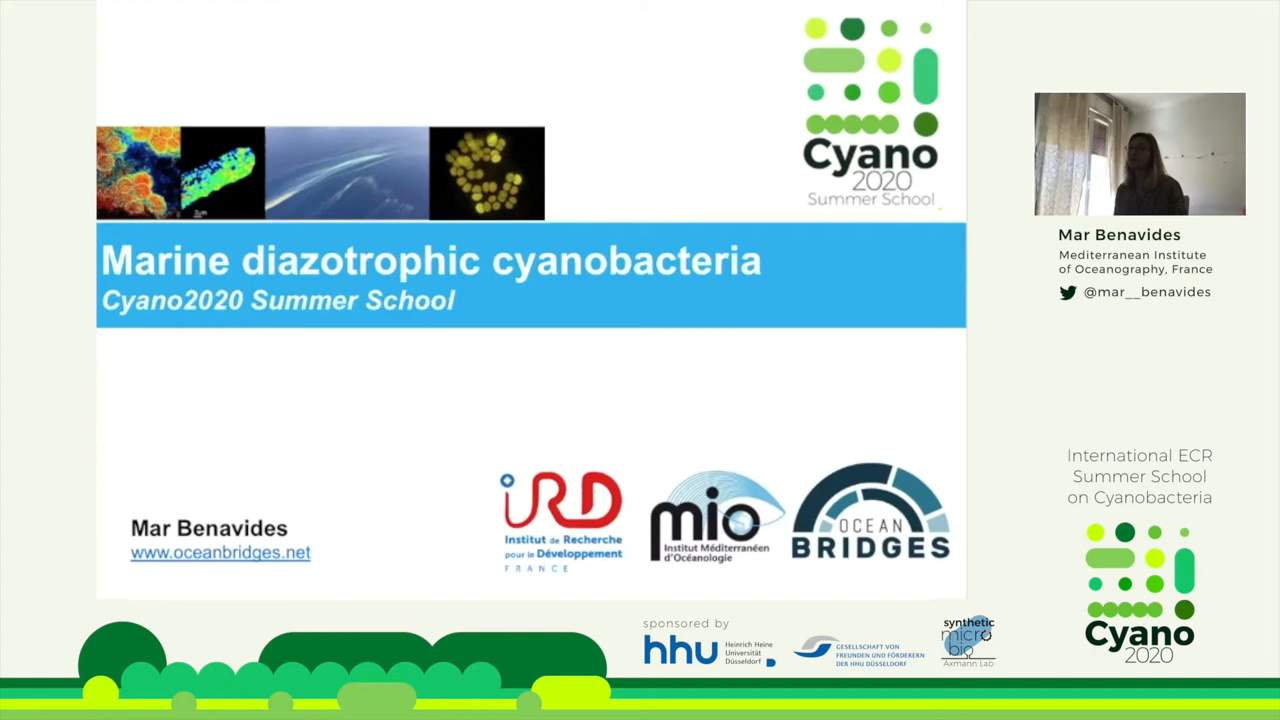 Cyano
2020
Summer School
2µm
Marine diazotrophic cyanobacteria
Cyano2020 Summer School
Mar Benavides
www.oceanbridges.net
iRD
Institut de Recherche
pour le Développement
FRANCE
mio
Institut Méditerranéen
d'Océanologie
OCEAN
BRIDGES
Mar Benavides
Mediterranean Institute
of Oceanography, France
@mar__benavides
International ECR
Summer School
on Cyanobacteria
Cyano
2020
sponsored by
hhu
Heinrich Heine
Universität
Düsseldorf
GESELLSCHAFT VON
FREUNDEN UND FÖRDERERN
DER HHU DÜSSELDORF
synthetic
micro
bio
Axmann Lab